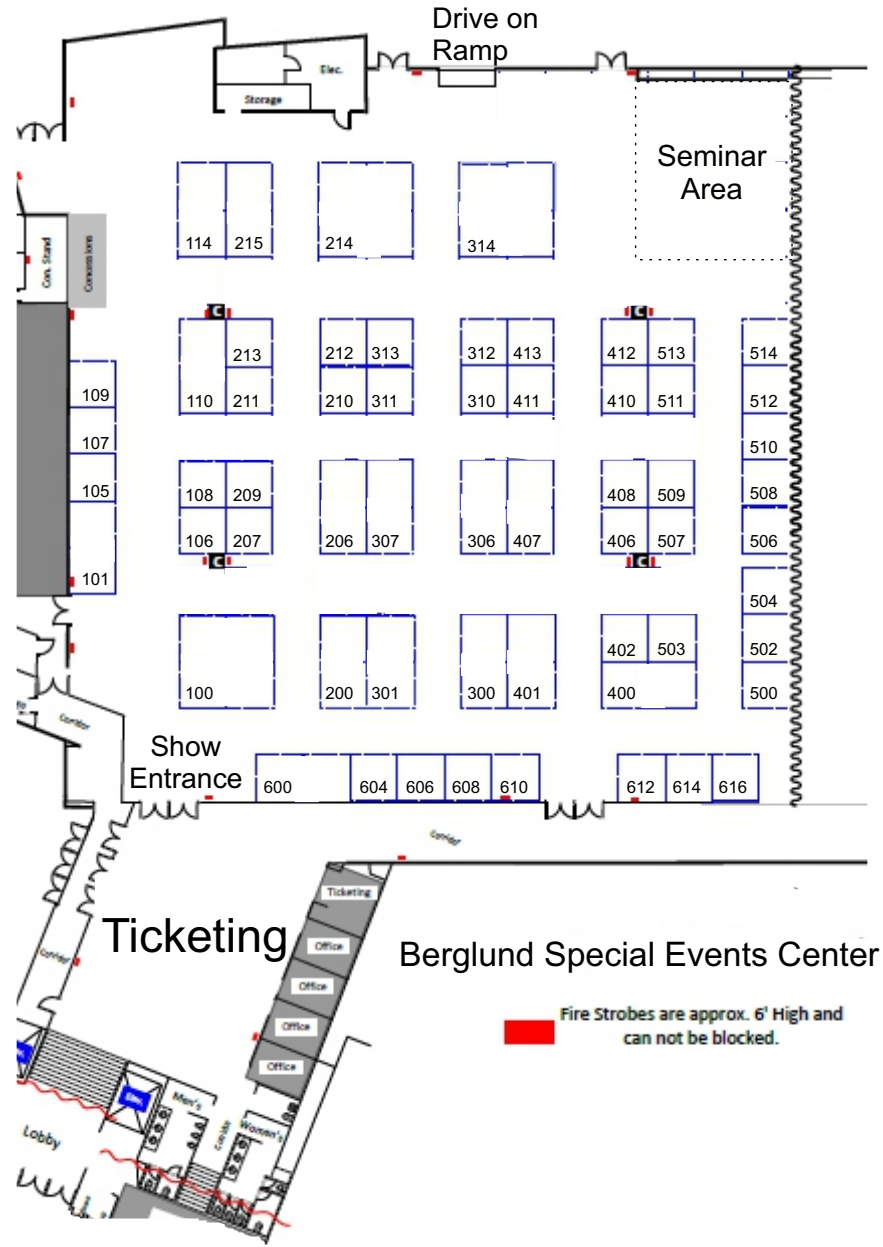 Drive on
Ramp
Elec.
Storage
Seminar
Area
114 215 214 314
Con. Stand
Concessions
C C
213 212 313 312 413 412 513 514
109 110 211 210 311 310 411 410 511 512
107 510
105 108 209 408 509 508
106 207 206 307 306 407 406 507 506
101
504
402 503 502
100 200 301 300 401 400 500
C C
Corridor
Show
Entrance
600 604 606 608 610 612 614 616
Corridor
Ticketing
Ticketing
Office
Office
Office
Office
Corridor
Berglund Special Events Center
Fire Strobes are approx. 6' High and
can not be blocked.
Elev.
Men's
Women's
Corridor
Lobby